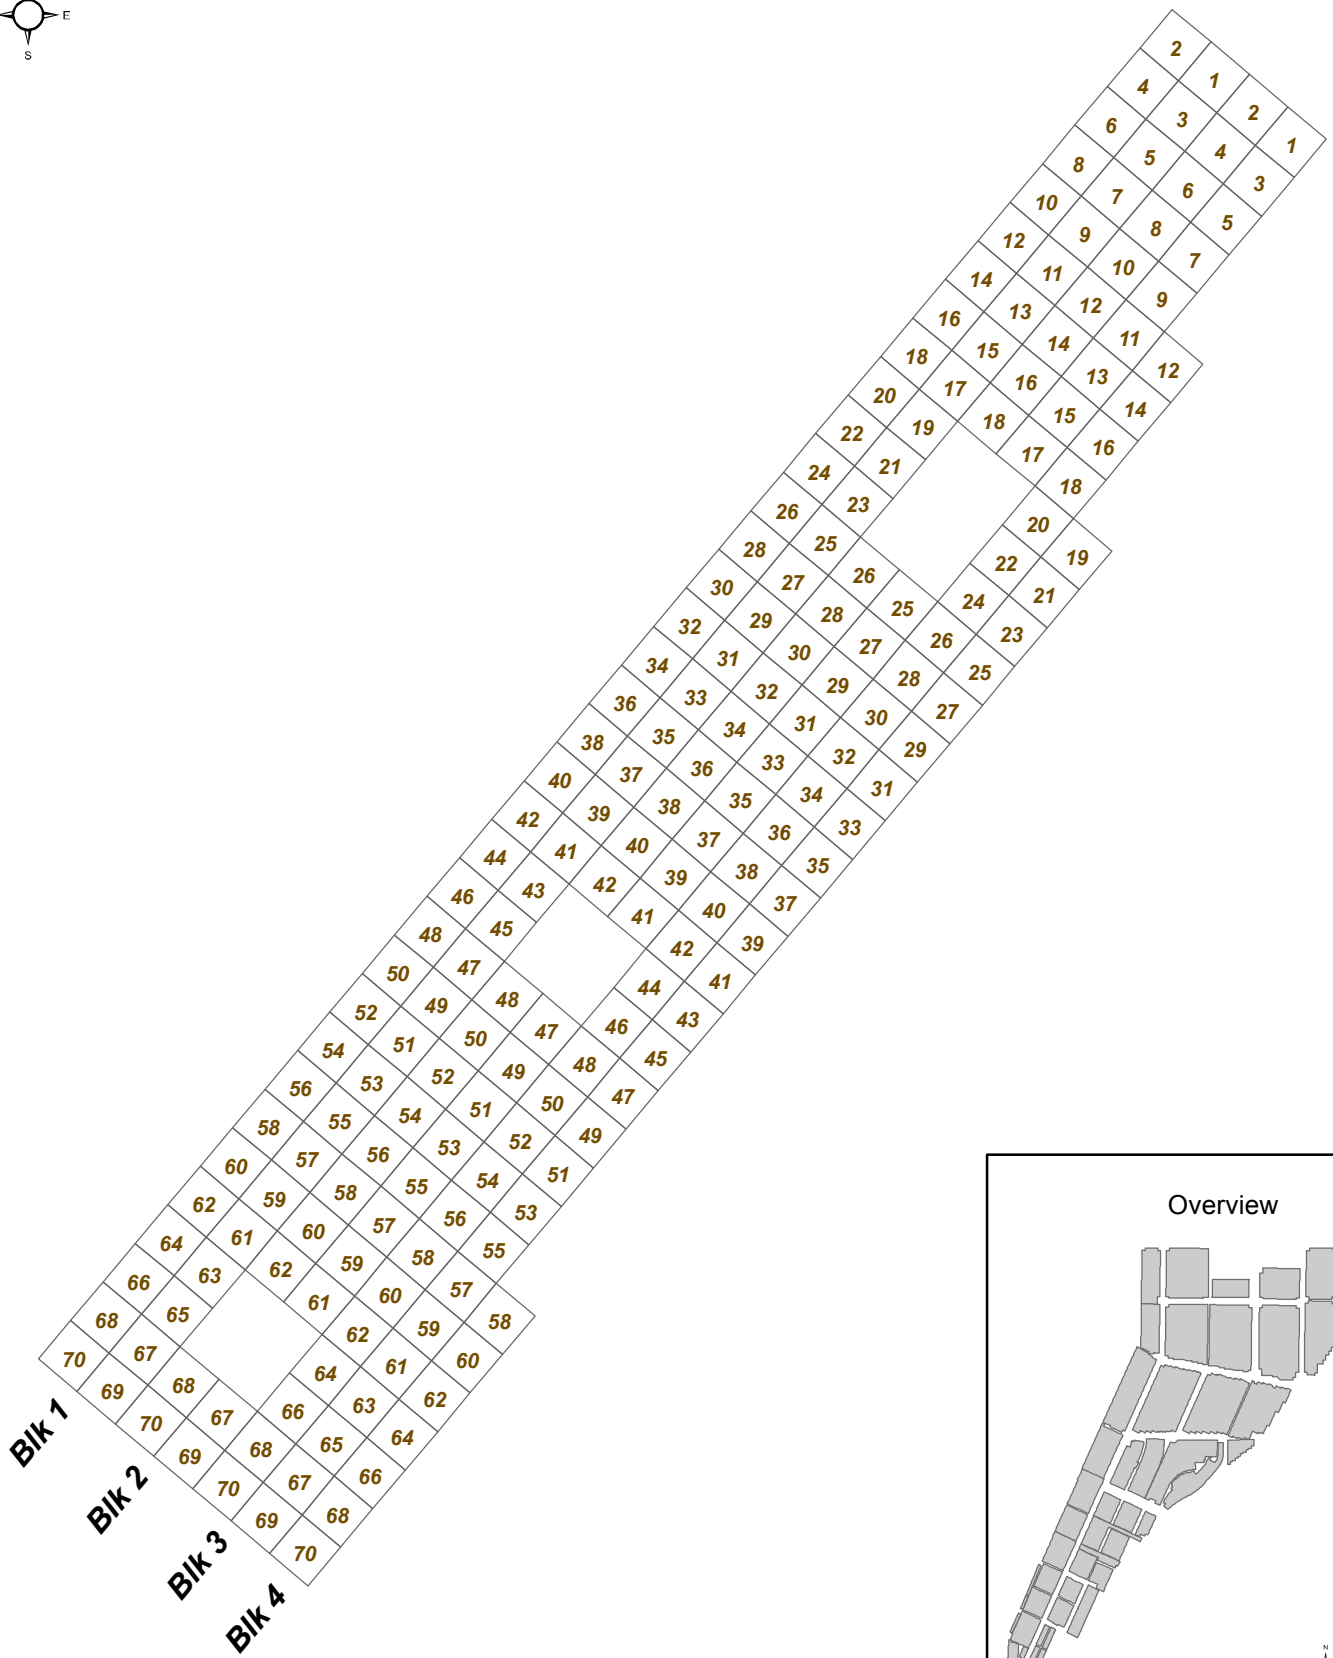 E
S
2 1 2 1
4 3 4 3
6 5 6 5
8 7 8 7
10 9 10 9
12 11 12 11 12
14 13 14 13 14
16 15 16 15 16
18 17 18 17 18
20 19 20 19
22 21 22 21
24 23 24 23
26 25 26 25 26 25
28 27 28 27 28 27
30 29 30 29 30 29
32 31 32 31 32 31
34 33 34 33 34 33
36 35 36 35 36 35
38 37 38 37 38 37
40 39 40 39 40 39
42 41 42 41 42 41
44 43 44 43
46 45 46 45
48 47 48 47 48 47
50 49 50 49 50 49
52 51 52 51 52 51
54 53 54 53 54 53
56 55 56 55 56 55
58 57 58 57 58 57 58
60 59 60 59 60 59 60
62 61 62 61 62 61 62
64 63 64 63 64
66 65 66 65 66
68 67 68 67 68 67 68
70 69 70 69 70 69 70
Blk 1
Blk 2
Blk 3
Blk 4
Overview
N